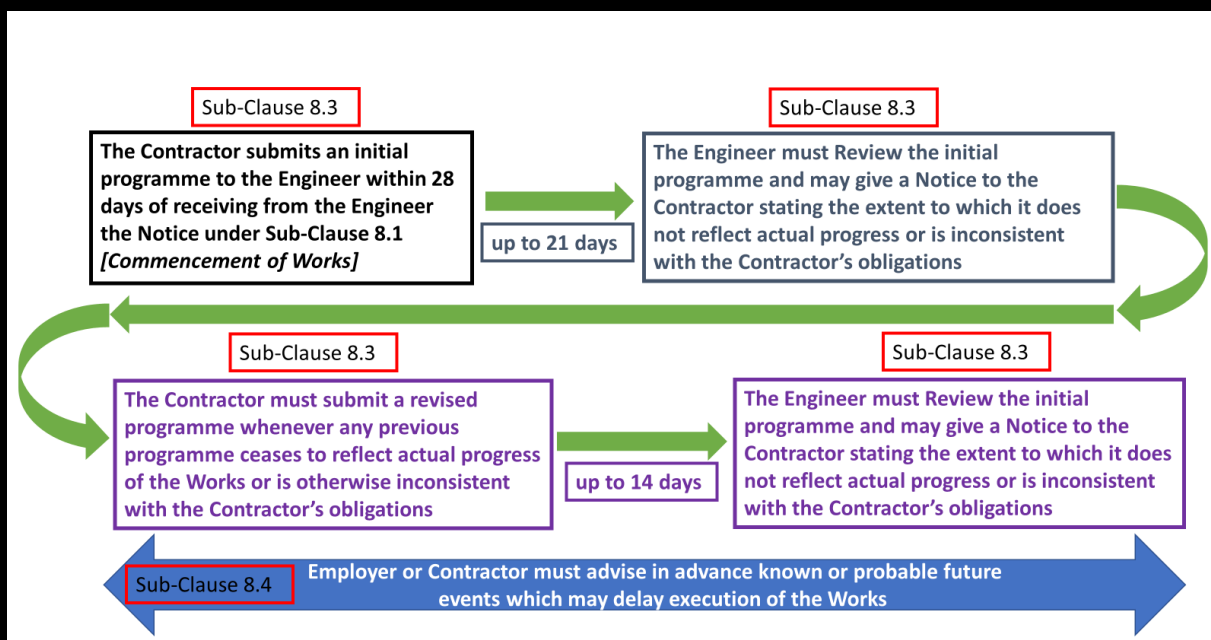 Sub-Clause 8.3
The Contractor submits an initial
programme to the Engineer within 28
days of receiving from the Engineer
the Notice under Sub-Clause 8.1
[Commencement of Works]
up to 21 days
Sub-Clause 8.3
The Engineer must Review the initial
programme and may give a Notice to the
Contractor stating the extent to which it does
not reflect actual progress or is inconsistent
with the Contractor’s obligations
Sub-Clause 8.3
The Contractor must submit a revised
programme whenever any previous
programme ceases to reflect actual progress
of the Works or is otherwise inconsistent
with the Contractor’s obligations
up to 14 days
Sub-Clause 8.3
The Engineer must Review the initial
programme and may give a Notice to the
Contractor stating the extent to which it does
not reflect actual progress or is inconsistent
with the Contractor’s obligations
Sub-Clause 8.4
Employer or Contractor must advise in advance known or probable future
events which may delay execution of the Works